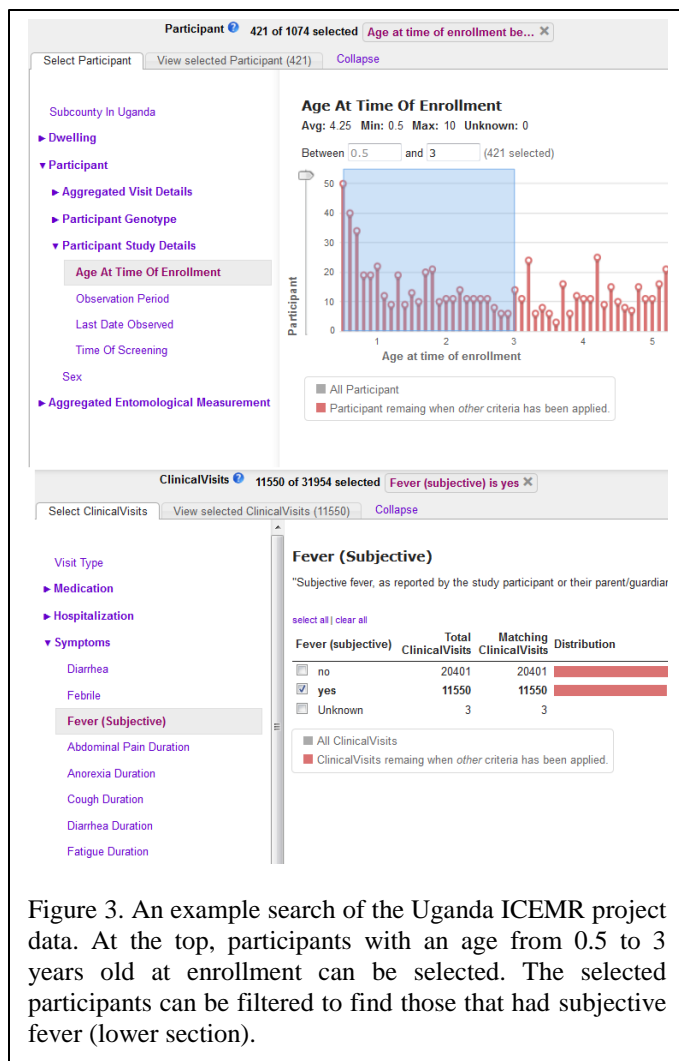 Participant 421 of 1074 selected Age at time of enrollment be...
Select Participant View selected Participant (421) Collapse
Subcounty In Uganda
Dwelling
Participant
Aggregated Visit Details
Participant Genotype
Participant Study Details
Age At Time Of Enrollment
Observation Period
Last Date Observed
Time Of Screening
Sex
Aggregated Entomological Measurement
Age At Time Of Enrollment
Avg: 4.25 Min: 0.5 Max: 10 Unknown: 0
Between 0.5 and 3 (421 selected)
50
40
30
20
10
0
Participant
1 2 3 4 5
Age at time of enrollment
All Participant
Participant remaing when other criteria has been applied.
ClinicalVisits 11550 of 31954 selected Fever (subjective) is yes
Select ClinicalVisits View selected ClinicalVisits (11550) Collapse
Visit Type
Medication
Hospitalization
Symptoms
Diarrhea
Febrile
Fever (Subjective)
Abdominal Pain Duration
Anorexia Duration
Cough Duration
Diarrhea Duration
Fatigue Duration
Fever (Subjective)
"Subjective fever, as reported by the study participant or their parent/guardian
select all | clear all
Fever (subjective) Total ClinicalVisits Matching ClinicalVisits Distribution
no 20401 20401
yes 11550 11550
Unknown 3 3
All ClinicalVisits
ClinicalVisits remaing when other criteria has been applied.
Figure 3. An example search of the Uganda ICEMR project
data. At the top, participants with an age from 0.5 to 3
years old at enrollment can be selected. The selected
participants can be filtered to find those that had subjective
fever (lower section).